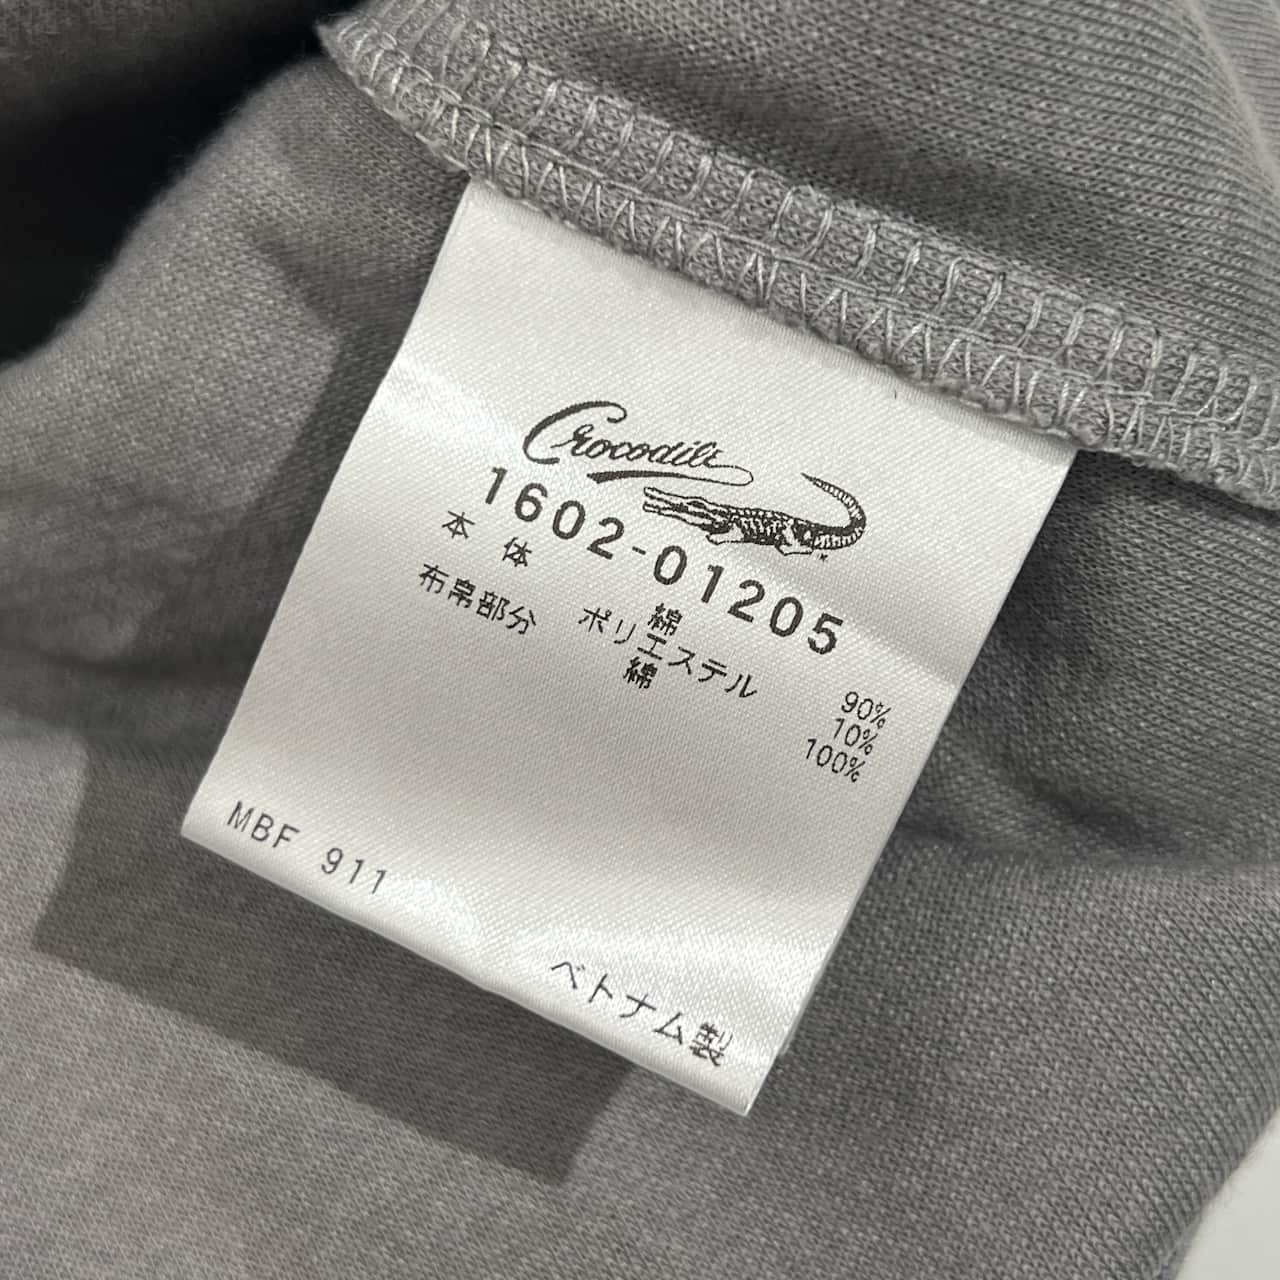 Crocodile
1602-01205
本体 綿 90%
ポリエステル 10%
布帛部分 綿 100%
MBF 911
ベトナム製